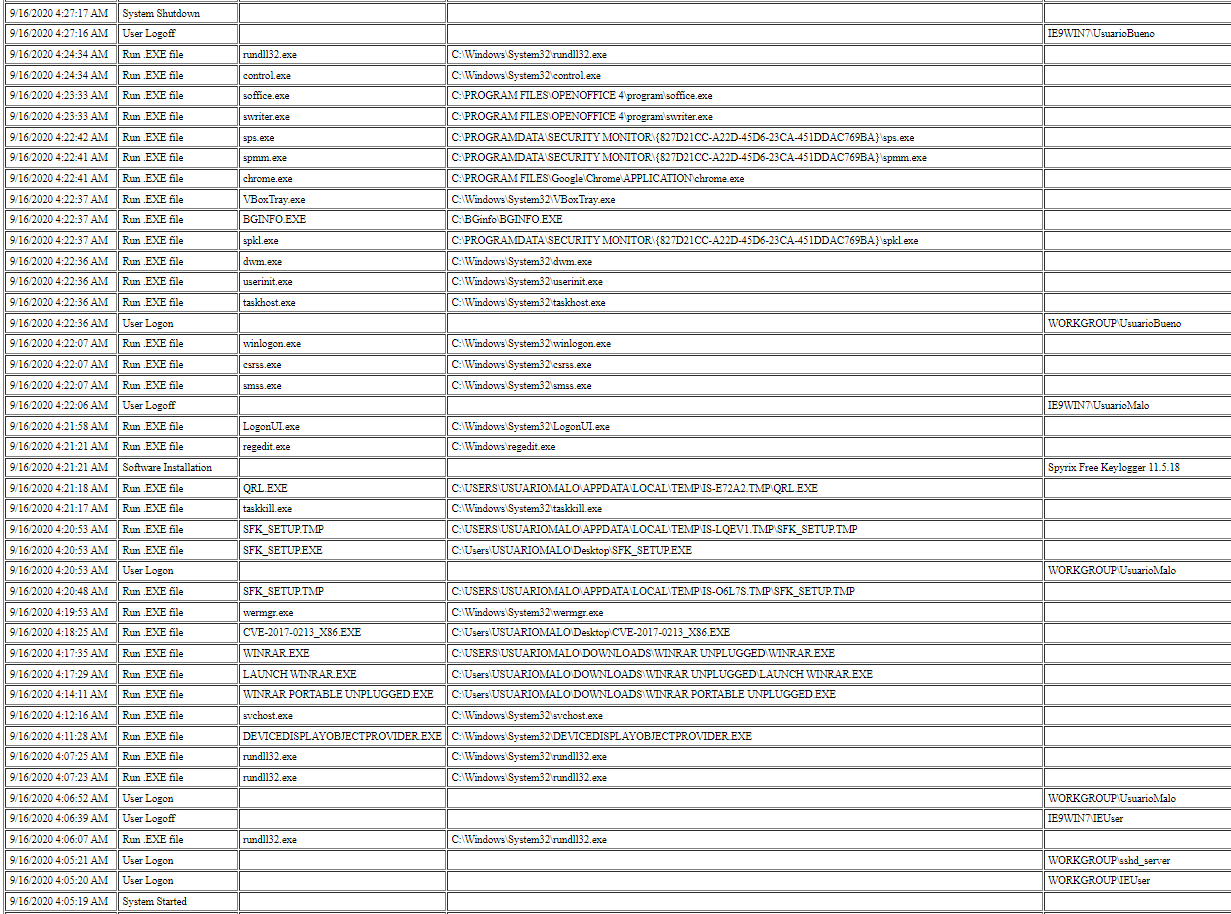 9/16/2020 4:27:17 AM System Shutdown
9/16/2020 4:27:16 AM User Logoff IE9WIN7\UsuarioBueno
9/16/2020 4:24:34 AM Run .EXE file rundll32.exe C:\Windows\System32\rundll32.exe
9/16/2020 4:24:34 AM Run .EXE file control.exe C:\Windows\System32\control.exe
9/16/2020 4:23:33 AM Run .EXE file soffice.exe C:\PROGRAM FILES\OPENOFFICE 4\program\soffice.exe
9/16/2020 4:23:33 AM Run .EXE file swriter.exe C:\PROGRAM FILES\OPENOFFICE 4\program\swriter.exe
9/16/2020 4:22:42 AM Run .EXE file sps.exe C:\PROGRAMDATA\SECURITY MONITOR\{827D21CC-A22D-45D6-23CA-451DDAC769BA}\sps.exe
9/16/2020 4:22:41 AM Run .EXE file spmm.exe C:\PROGRAMDATA\SECURITY MONITOR\{827D21CC-A22D-45D6-23CA-451DDAC769BA}\spmm.exe
9/16/2020 4:22:41 AM Run .EXE file chrome.exe C:\PROGRAM FILES\Google\Chrome\APPLICATION\chrome.exe
9/16/2020 4:22:37 AM Run .EXE file VBoxTray.exe C:\Windows\System32\VBoxTray.exe
9/16/2020 4:22:37 AM Run .EXE file BGINFO.EXE C:\BGinfo\BGINFO.EXE
9/16/2020 4:22:37 AM Run .EXE file spkl.exe C:\PROGRAMDATA\SECURITY MONITOR\{827D21CC-A22D-45D6-23CA-451DDAC769BA}\spkl.exe
9/16/2020 4:22:36 AM Run .EXE file dwm.exe C:\Windows\System32\dwm.exe
9/16/2020 4:22:36 AM Run .EXE file userinit.exe C:\Windows\System32\userinit.exe
9/16/2020 4:22:36 AM Run .EXE file taskhost.exe C:\Windows\System32\taskhost.exe
9/16/2020 4:22:36 AM User Logon WORKGROUP\UsuarioBueno
9/16/2020 4:22:07 AM Run .EXE file winlogon.exe C:\Windows\System32\winlogon.exe
9/16/2020 4:22:07 AM Run .EXE file csrss.exe C:\Windows\System32\csrss.exe
9/16/2020 4:22:07 AM Run .EXE file smss.exe C:\Windows\System32\smss.exe
9/16/2020 4:22:06 AM User Logoff IE9WIN7\UsuarioMalo
9/16/2020 4:21:58 AM Run .EXE file LogonUI.exe C:\Windows\System32\LogonUI.exe
9/16/2020 4:21:21 AM Run .EXE file regedit.exe C:\Windows\regedit.exe
9/16/2020 4:21:21 AM Software Installation Spyrix Free Keylogger 11.5.18
9/16/2020 4:21:18 AM Run .EXE file QRL.EXE C:\USERS\USUARIOMALO\APPDATA\LOCAL\TEMP\IS-E72A2.TMP\QRL.EXE
9/16/2020 4:21:17 AM Run .EXE file taskkill.exe C:\Windows\System32\taskkill.exe
9/16/2020 4:20:53 AM Run .EXE file SFK_SETUP.TMP C:\USERS\USUARIOMALO\APPDATA\LOCAL\TEMP\IS-LQEV1.TMP\SFK_SETUP.TMP
9/16/2020 4:20:53 AM Run .EXE file SFK_SETUP.EXE C:\Users\USUARIOMALO\Desktop\SFK_SETUP.EXE
9/16/2020 4:20:53 AM User Logon WORKGROUP\UsuarioMalo
9/16/2020 4:20:48 AM Run .EXE file SFK_SETUP.TMP C:\USERS\USUARIOMALO\APPDATA\LOCAL\TEMP\IS-O6L7S.TMP\SFK_SETUP.TMP
9/16/2020 4:19:53 AM Run .EXE file wermgr.exe C:\Windows\System32\wermgr.exe
9/16/2020 4:18:25 AM Run .EXE file CVE-2017-0213_X86.EXE C:\Users\USUARIOMALO\Desktop\CVE-2017-0213_X86.EXE
9/16/2020 4:17:35 AM Run .EXE file WINRAR.EXE C:\USERS\USUARIOMALO\DOWNLOADS\WINRAR UNPLUGGED\WINRAR.EXE
9/16/2020 4:17:29 AM Run .EXE file LAUNCH WINRAR.EXE C:\Users\USUARIOMALO\DOWNLOADS\WINRAR UNPLUGGED\LAUNCH WINRAR.EXE
9/16/2020 4:14:11 AM Run .EXE file WINRAR PORTABLE UNPLUGGED.EXE C:\Users\USUARIOMALO\DOWNLOADS\WINRAR PORTABLE UNPLUGGED.EXE
9/16/2020 4:12:16 AM Run .EXE file svchost.exe C:\Windows\System32\svchost.exe
9/16/2020 4:11:28 AM Run .EXE file DEVICEDISPLAYOBJECTPROVIDER.EXE C:\Windows\System32\DEVICEDISPLAYOBJECTPROVIDER.EXE
9/16/2020 4:07:25 AM Run .EXE file rundll32.exe C:\Windows\System32\rundll32.exe
9/16/2020 4:07:23 AM Run .EXE file rundll32.exe C:\Windows\System32\rundll32.exe
9/16/2020 4:06:52 AM User Logon WORKGROUP\UsuarioMalo
9/16/2020 4:06:39 AM User Logoff IE9WIN7\IEUser
9/16/2020 4:06:07 AM Run .EXE file rundll32.exe C:\Windows\System32\rundll32.exe
9/16/2020 4:05:21 AM User Logon WORKGROUP\sshd_server
9/16/2020 4:05:20 AM User Logon WORKGROUP\IEUser
9/16/2020 4:05:19 AM System Started